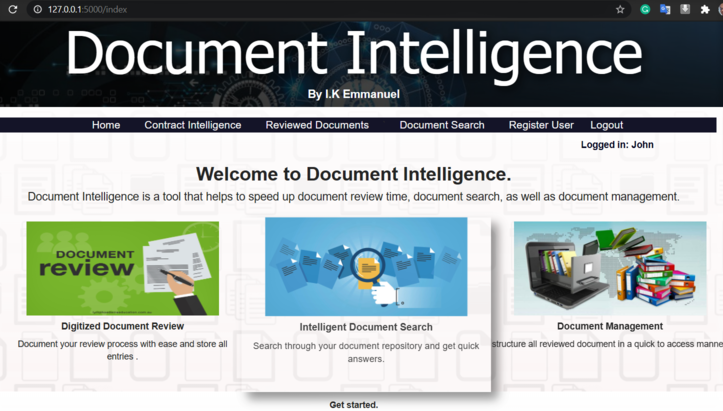 127.0.0.1:5000/index
Document Intelligence
By I.K Emmanuel
Home Contract Intelligence Reviewed Documents Document Search Register User Logout
Logged in: John
Welcome to Document Intelligence.
Document Intelligence is a tool that helps to speed up document review time, document search, as well as document management.
DOCUMENT
review
Digitized Document Review
Document your review process with ease and store all
entries .
Intelligent Document Search
Search through your document repository and get quick
answers.
Document Management
structure all reviewed document in a quick to access manne
Get started.